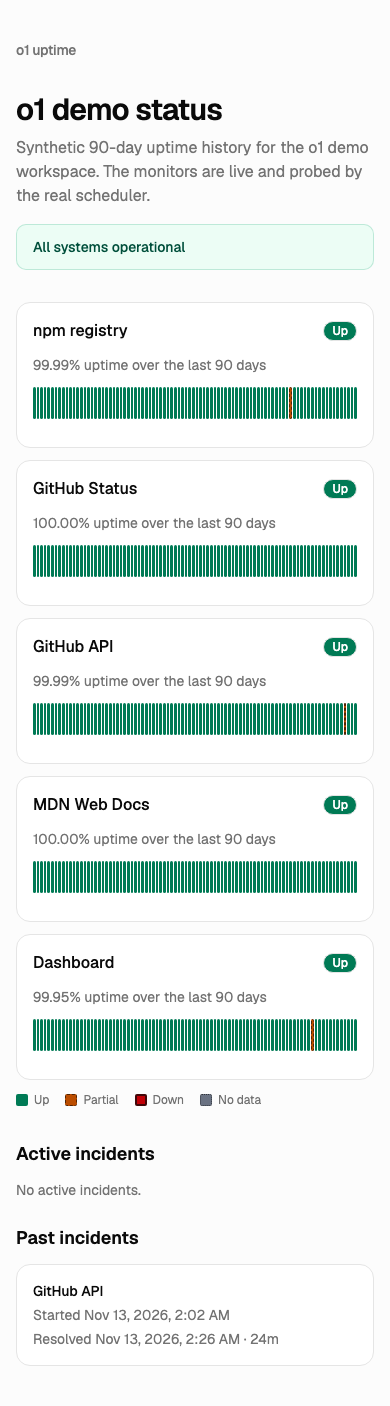 o1 uptime
o1 demo status
Synthetic 90-day uptime history for the o1 demo
workspace. The monitors are live and probed by
the real scheduler.
All systems operational
npm registry
Up
99.99% uptime over the last 90 days
GitHub Status
Up
100.00% uptime over the last 90 days
GitHub API
Up
99.99% uptime over the last 90 days
MDN Web Docs
Up
100.00% uptime over the last 90 days
Dashboard
Up
99.95% uptime over the last 90 days
Up Partial Down No data
Active incidents
No active incidents.
Past incidents
GitHub API
Started Nov 13, 2026, 2:02 AM
Resolved Nov 13, 2026, 2:26 AM · 24m